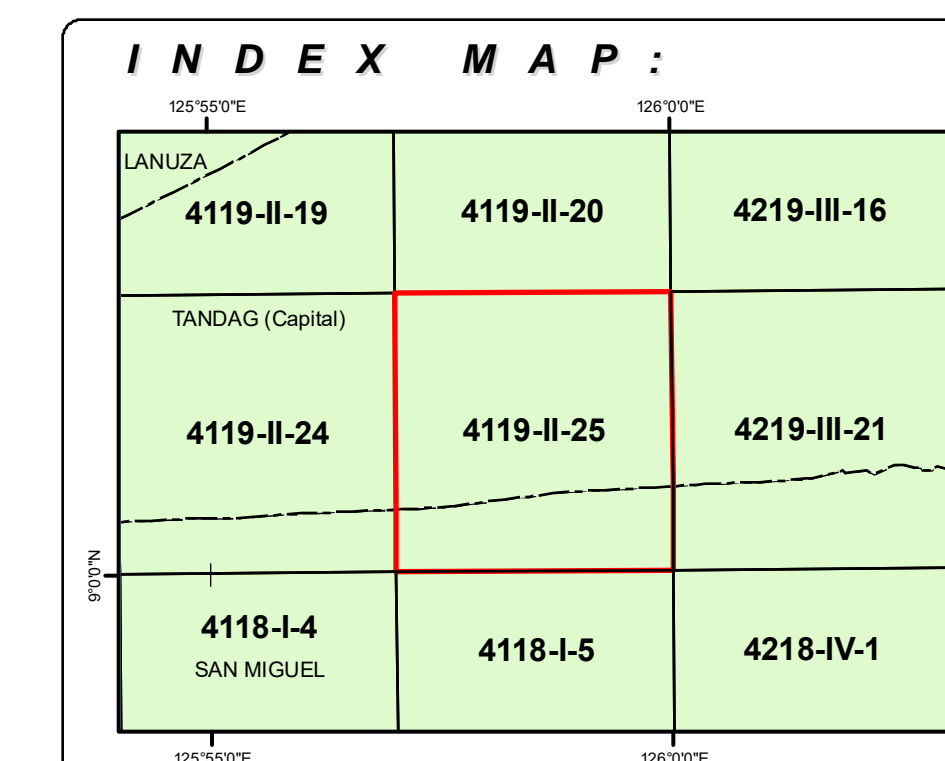 INDEX MAP:
125°55'0"E 126°0'0"E
LANUZA
4119-II-19 4119-II-20 4219-III-16
TANDAG (Capital)
4119-II-24 4119-II-25 4219-III-21
9°0'0"N
4118-I-4 4118-I-5 4218-IV-1
SAN MIGUEL
125°55'0"E 126°0'0"E